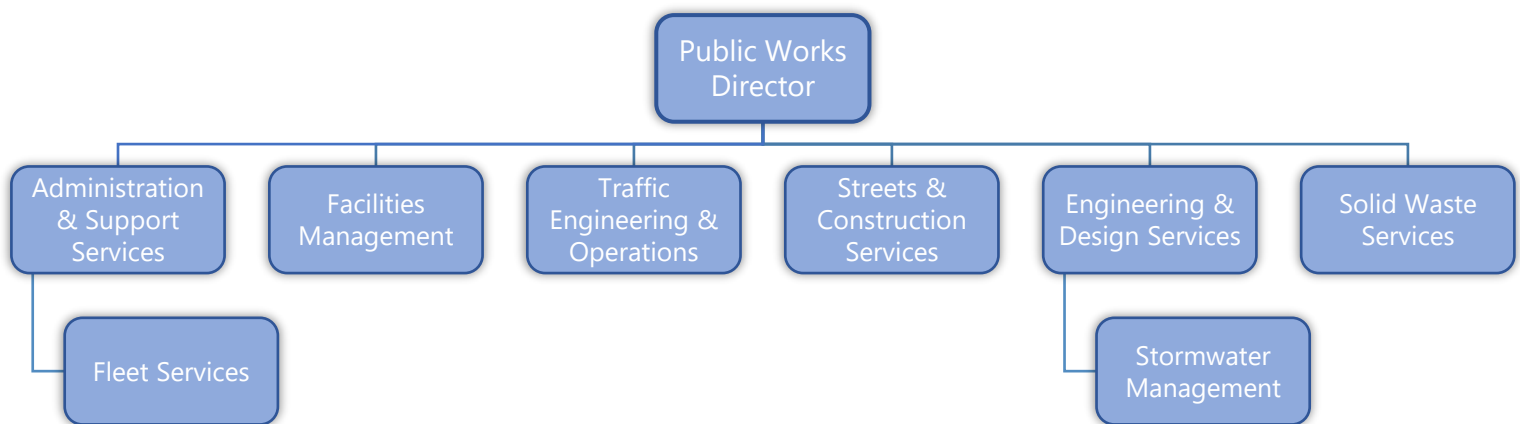 Public Works
Director
Administration
& Support
Services
Facilities
Management
Traffic
Engineering &
Operations
Streets &
Construction
Services
Engineering &
Design Services
Solid Waste
Services
Fleet Services
Stormwater
Management